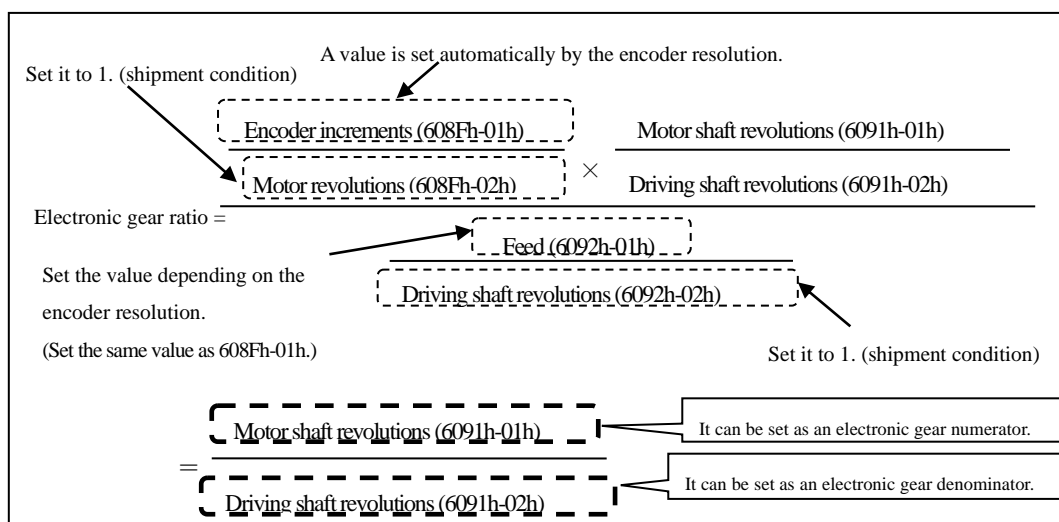 A value is set automatically by the encoder resolution.
Set it to 1. (shipment condition)
Encoder increments (608Fh-01h)
Motor shaft revolutions (6091h-01h)
Motor revolutions (608Fh-02h)
×
Driving shaft revolutions (6091h-02h)
Electronic gear ratio =
Feed (6092h-01h)
Set the value depending on the
encoder resolution.
(Set the same value as 608Fh-01h.)
Driving shaft revolutions (6092h-02h)
Set it to 1. (shipment condition)
Motor shaft revolutions (6091h-01h)
It can be set as an electronic gear numerator.
=
Driving shaft revolutions (6091h-02h)
It can be set as an electronic gear denominator.